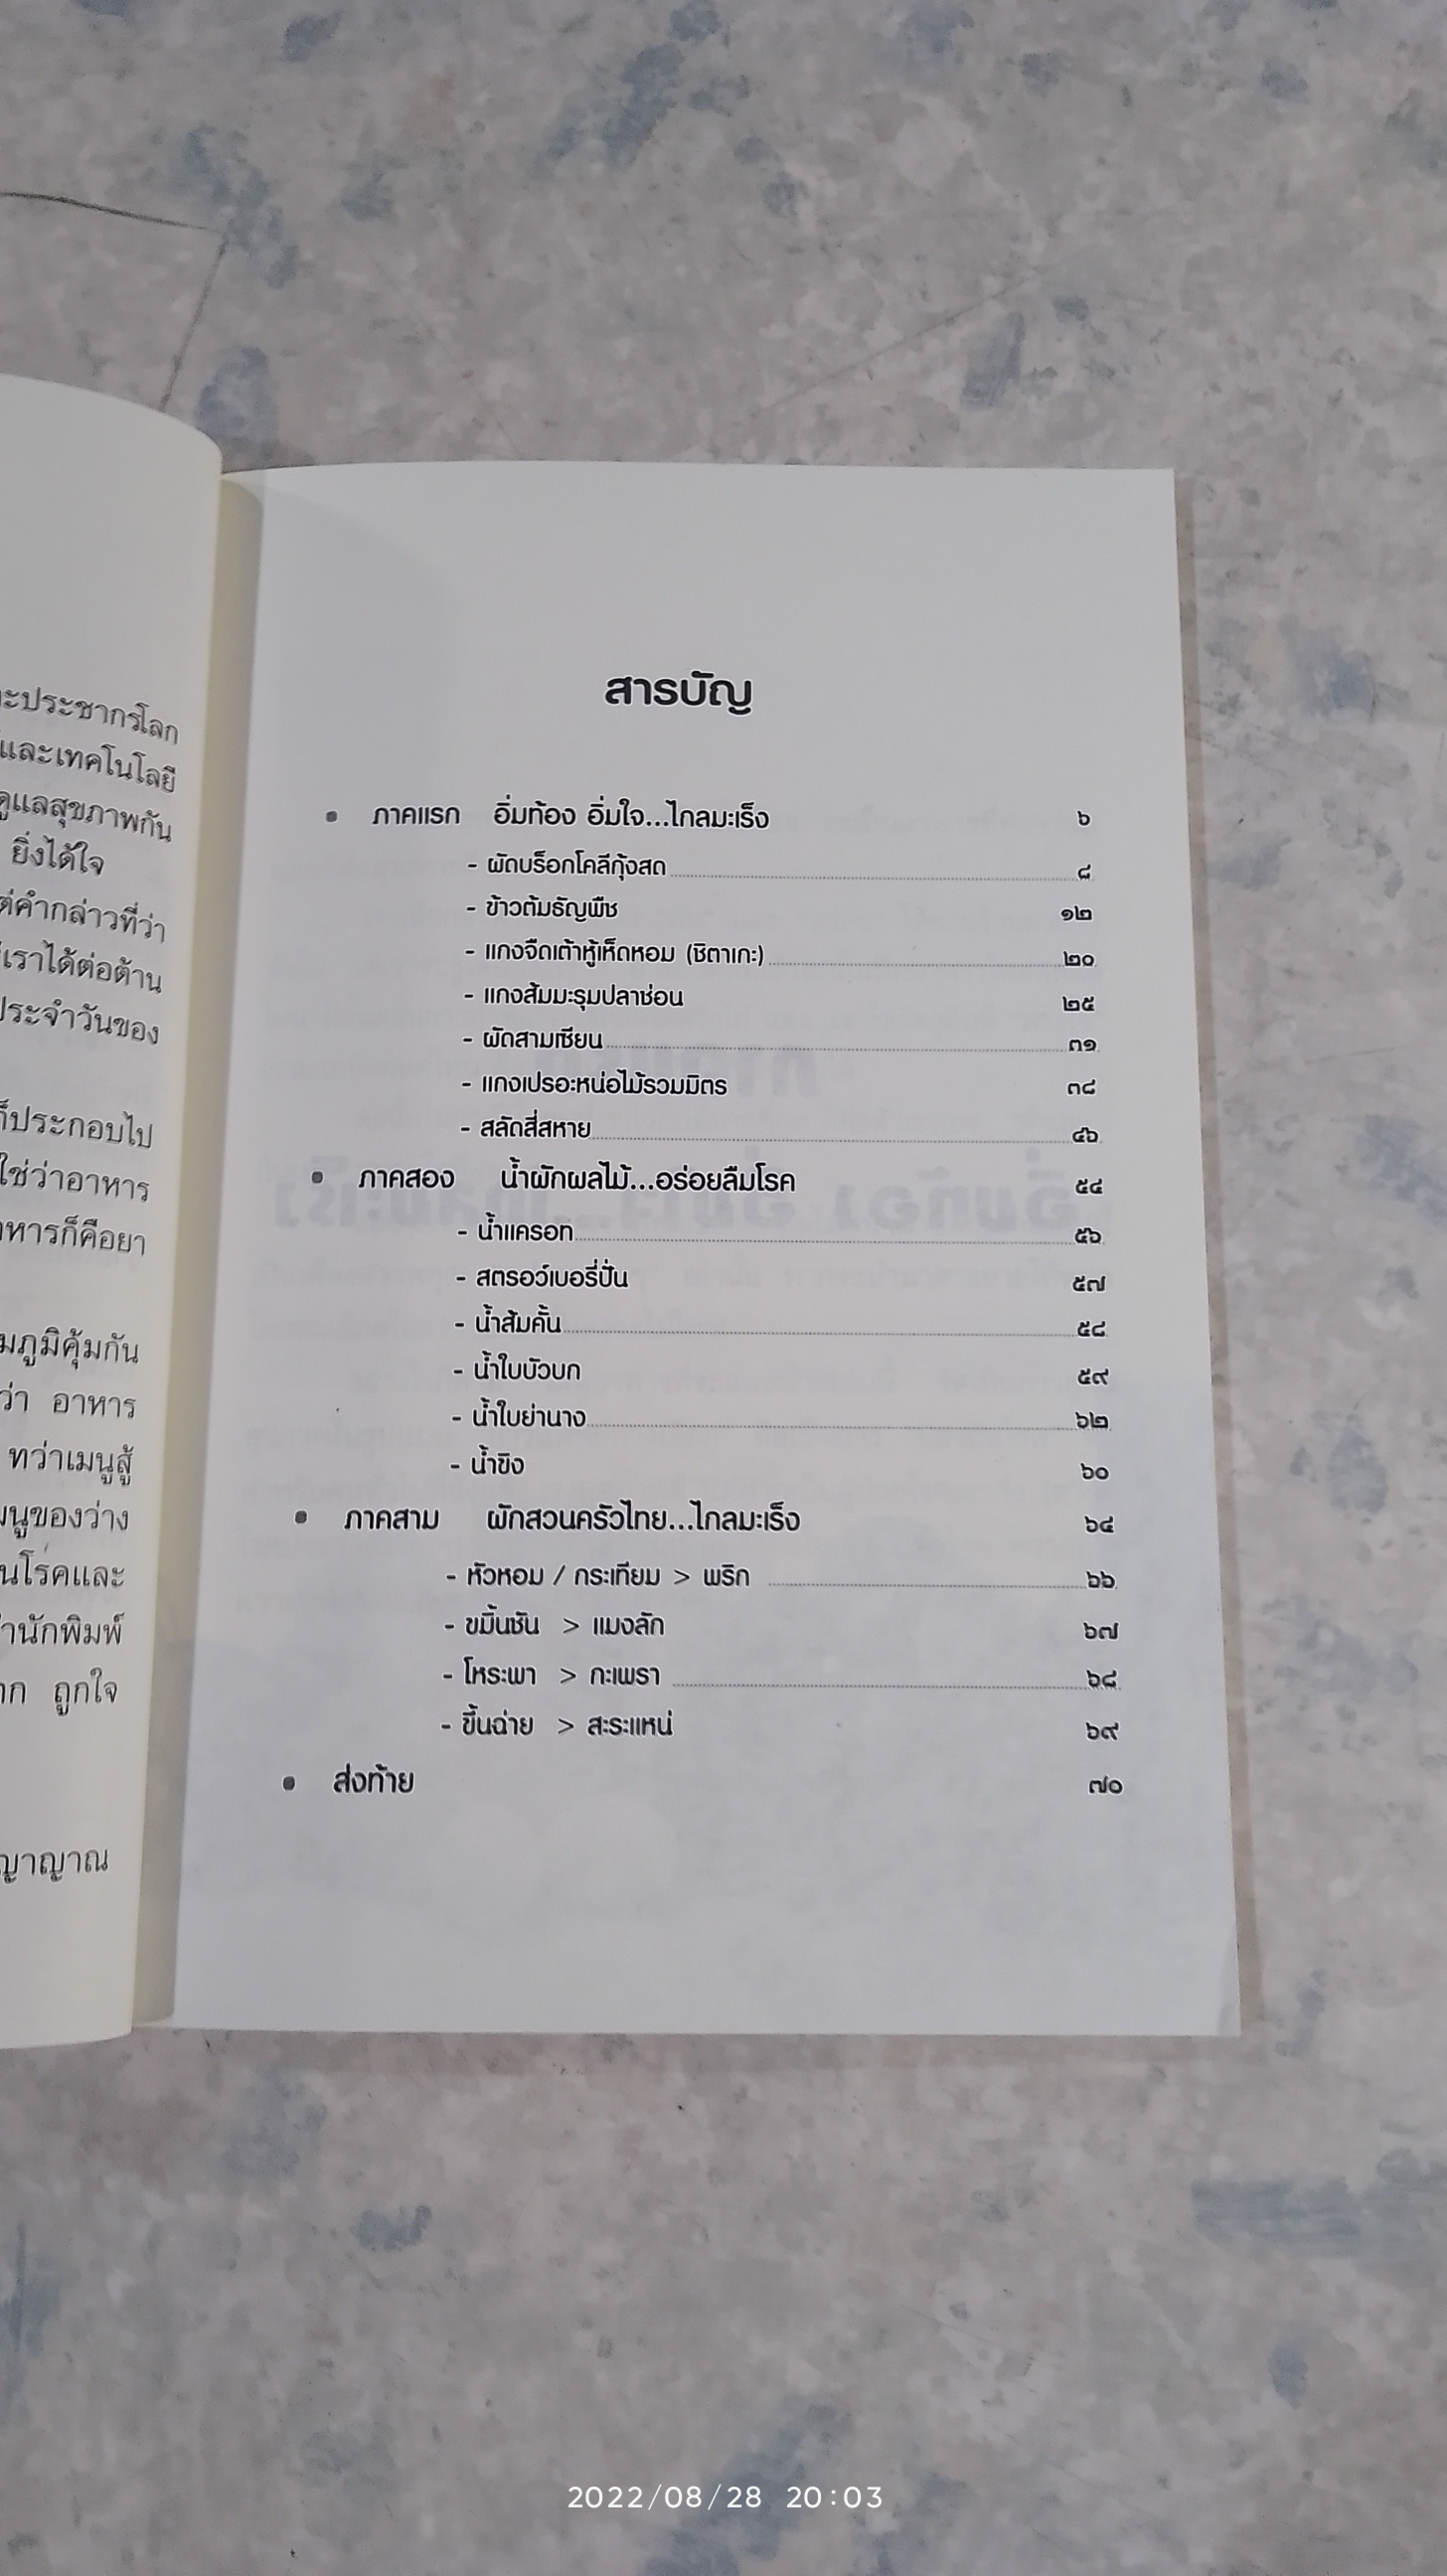 ะประชากรโลก
และเทคโนโลยี
ดูแลสุขภาพกัน
ยิ่งได้ใจ
ต่คำกล่าวที่ว่า
เราได้ต่อต้าน
ประจำวันของ
ก็ประกอบไป
ใช่ว่าอาหาร
าหารก็คือยา
มภูมิคุ้มกัน
ว่า อาหาร
ทว่าเมนูสู้
มนูของว่าง
นโรคและ
านักพิมพ์
าก ถูกใจ
ญาญาณ
สารบัญ
• ภาคแรก อิ่มท้อง อิ่มใจ...ไกลมะเร็ง ๖
- ผัดบร็อกโคลีกุ้งสด ๘
- ข้าวต้มธัญพืช ๑๒
- แกงจืดเต้าหู้เห็ดหอม (ชิตาเกะ) ๒๐
- แกงส้มมะรุมปลาช่อน ๒๕
- ผัดสามเซียน ๓๑
- แกงเปรอะหน่อไม้รวมมิตร ๓๘
- สลัดสี่สหาย ๔๖
• ภาคสอง น้ำผักผลไม้...อร่อยลืมโรค ๕๔
- น้ำแครอท ๕๖
- สตรอว์เบอรี่ปั่น ๕๗
- น้ำส้มคั้น ๕๘
- น้ำใบบัวบก ๕๙
- น้ำใบย่านาง ๖๒
- น้ำขิง ๖๐
• ภาคสาม ผักสวนครัวไทย...ไกลมะเร็ง ๖๔
- หัวหอม / กระเทียม > พริก ๖๖
- ขมิ้นชัน > แมงลัก ๖๗
- โหระพา > กะเพรา ๖๘
- ขึ้นฉ่าย > สะระแหน่ ๖๙
• ส่งท้าย ๗๐
2022/08/28 20:03